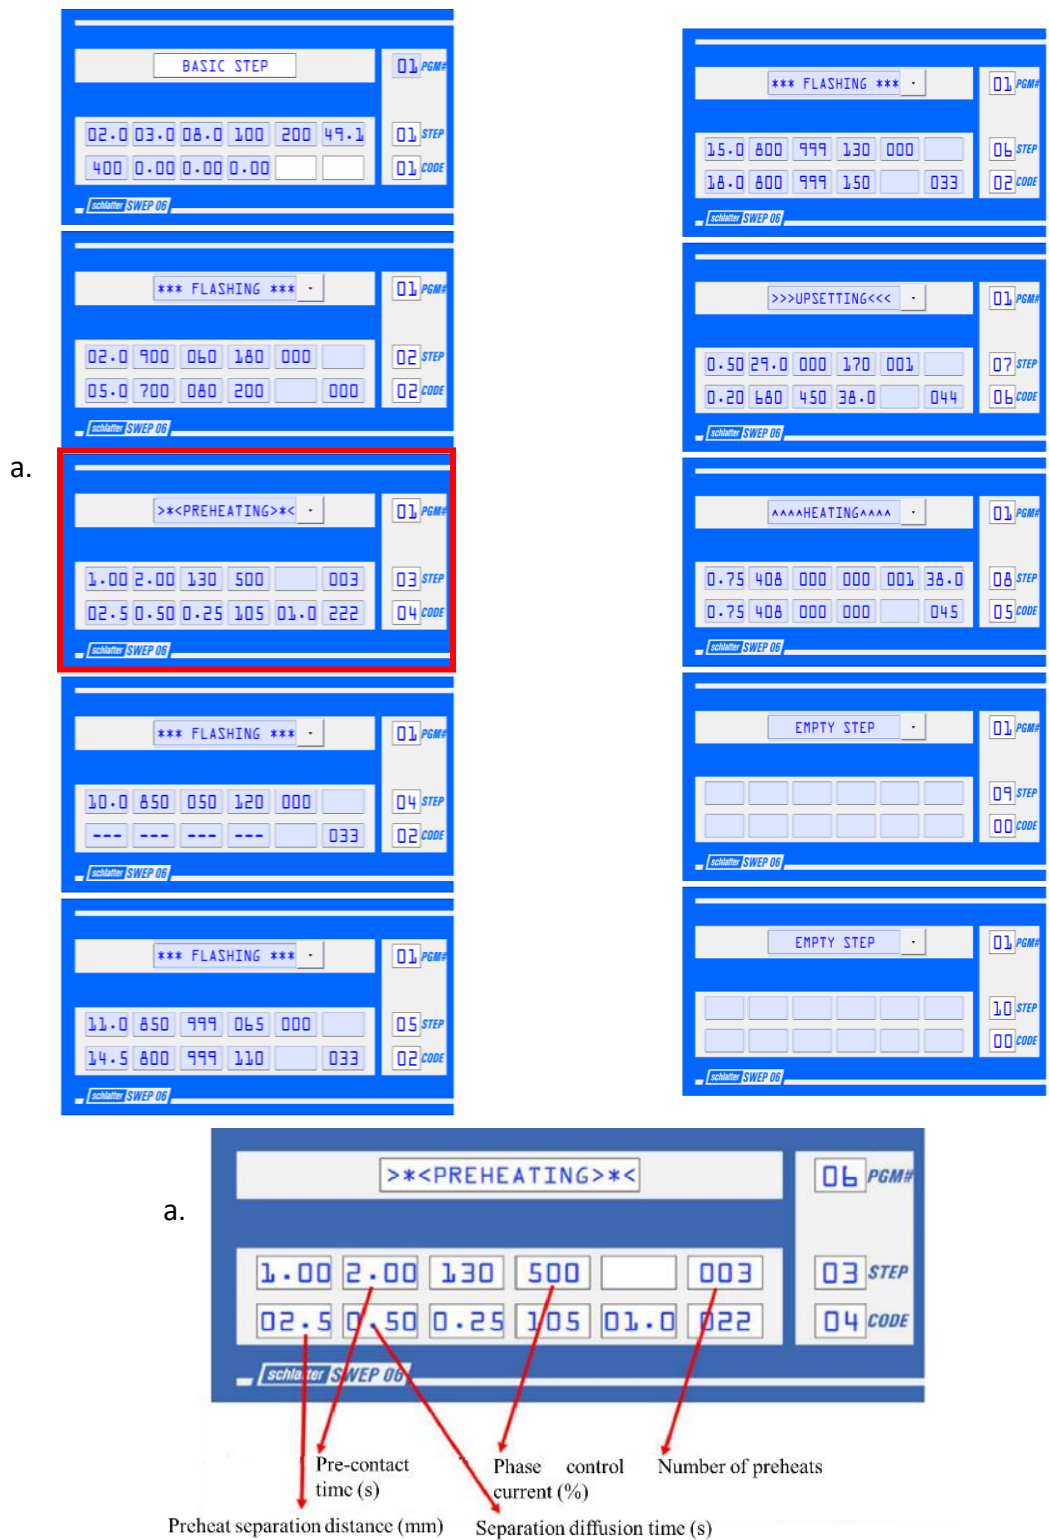 BASIC STEP 01 PGM#
02.0 03.0 08.0 100 200 49.1 01 STEP
400 0.00 0.00 0.00 01 CODE
schlatter SWEP 06
*** FLASHING *** 01 PGM#
02.0 900 060 180 000 02 STEP
05.0 700 080 200 000 02 CODE
schlatter SWEP 06
a.
>*<PREHEATING>*< 01 PGM#
1.00 2.00 130 500 003 03 STEP
02.5 0.50 0.25 105 01.0 222 04 CODE
schlatter SWEP 06
*** FLASHING *** 01 PGM#
10.0 850 050 120 000 04 STEP
--- --- --- --- 033 02 CODE
schlatter SWEP 06
*** FLASHING *** 01 PGM#
11.0 850 999 065 000 05 STEP
14.5 800 999 110 033 02 CODE
schlatter SWEP 06
*** FLASHING *** 01 PGM#
15.0 800 999 130 000 06 STEP
18.0 800 999 150 033 02 CODE
schlatter SWEP 06
>>>UPSETTING<<< 01 PGM#
0.50 29.0 000 170 001 07 STEP
0.20 680 450 38.0 044 06 CODE
schlatter SWEP 06
^^^^HEATING^^^^ 01 PGM#
0.75 408 000 000 001 38.0 08 STEP
0.75 408 000 000 045 05 CODE
schlatter SWEP 06
EMPTY STEP 01 PGM#
09 STEP
00 CODE
schlatter SWEP 06
EMPTY STEP 01 PGM#
10 STEP
00 CODE
schlatter SWEP 06
a.
>*<PREHEATING>*< 06 PGM#
1.00 2.00 130 500 003 03 STEP
02.5 0.50 0.25 105 01.0 022 04 CODE
schlatter SWEP 06
Pre-contact time (s)
Phase control current (%)
Number of preheats
Preheat separation distance (mm)
Separation diffusion time (s)